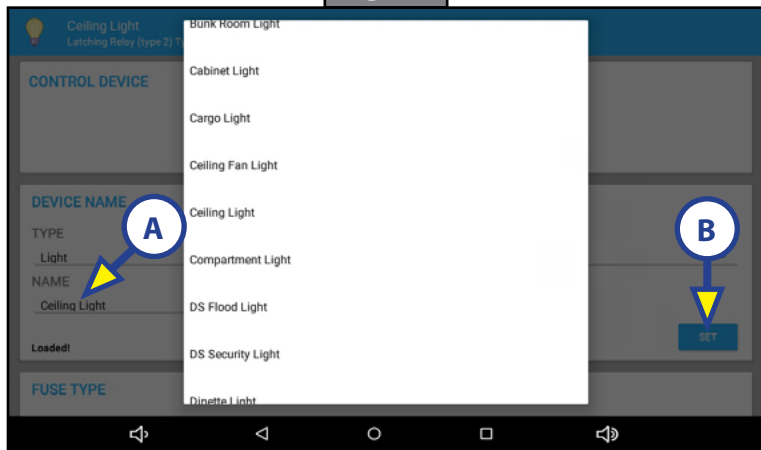 Ceiling Light
Latching Relay (type 2) Ty
CONTROL DEVICE
DEVICE NAME
TYPE
Light
NAME
Ceiling Light
Loaded!
FUSE TYPE
Bunk Room Light
Cabinet Light
Cargo Light
Ceiling Fan Light
Ceiling Light
Compartment Light
DS Flood Light
DS Security Light
Dinette Light
A
B
SET